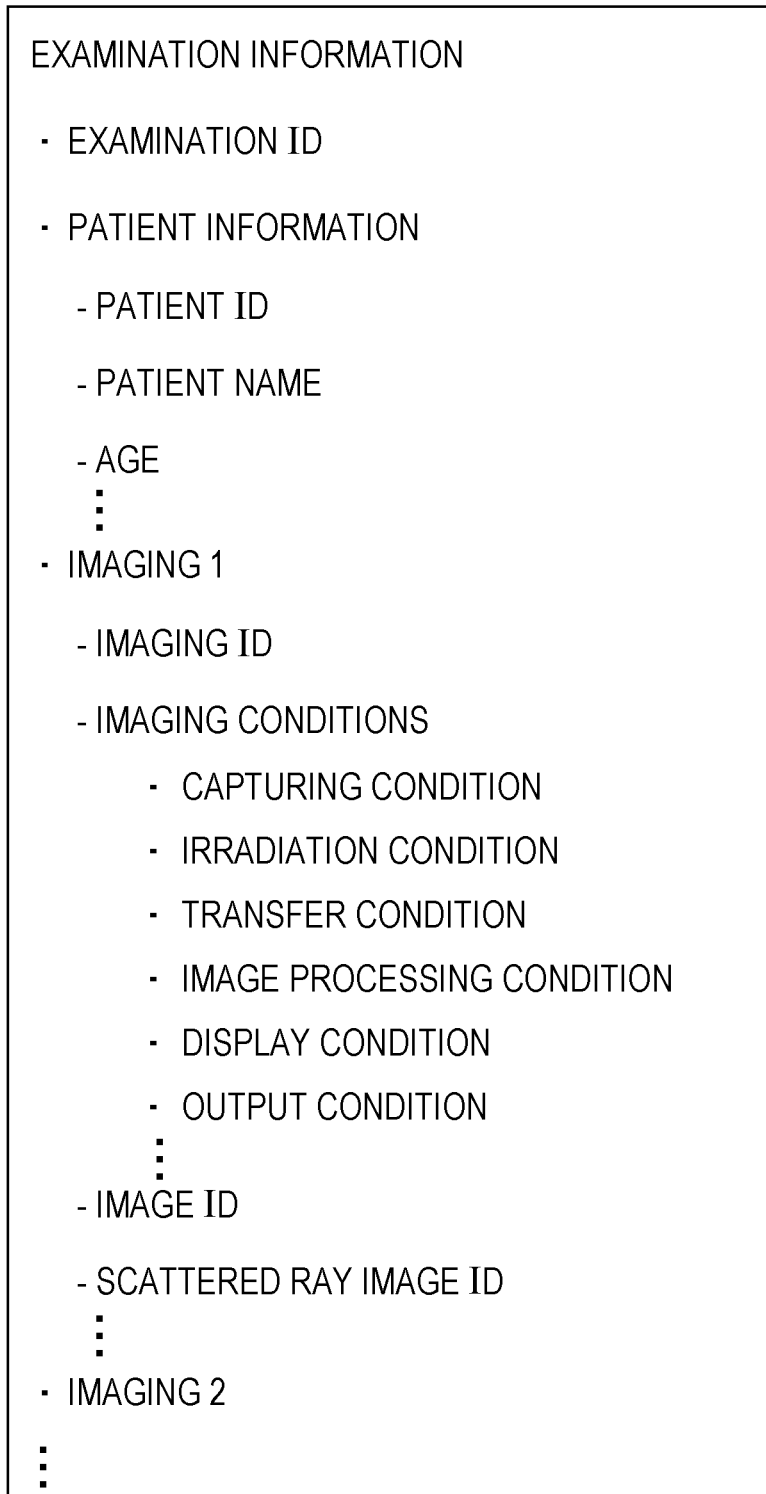 EXAMINATION INFORMATION
· EXAMINATION ID
· PATIENT INFORMATION
- PATIENT ID
- PATIENT NAME
- AGE
⋮
· IMAGING 1
- IMAGING ID
- IMAGING CONDITIONS
· CAPTURING CONDITION
· IRRADIATION CONDITION
· TRANSFER CONDITION
· IMAGE PROCESSING CONDITION
· DISPLAY CONDITION
· OUTPUT CONDITION
⋮
- IMAGE ID
- SCATTERED RAY IMAGE ID
⋮
· IMAGING 2
⋮